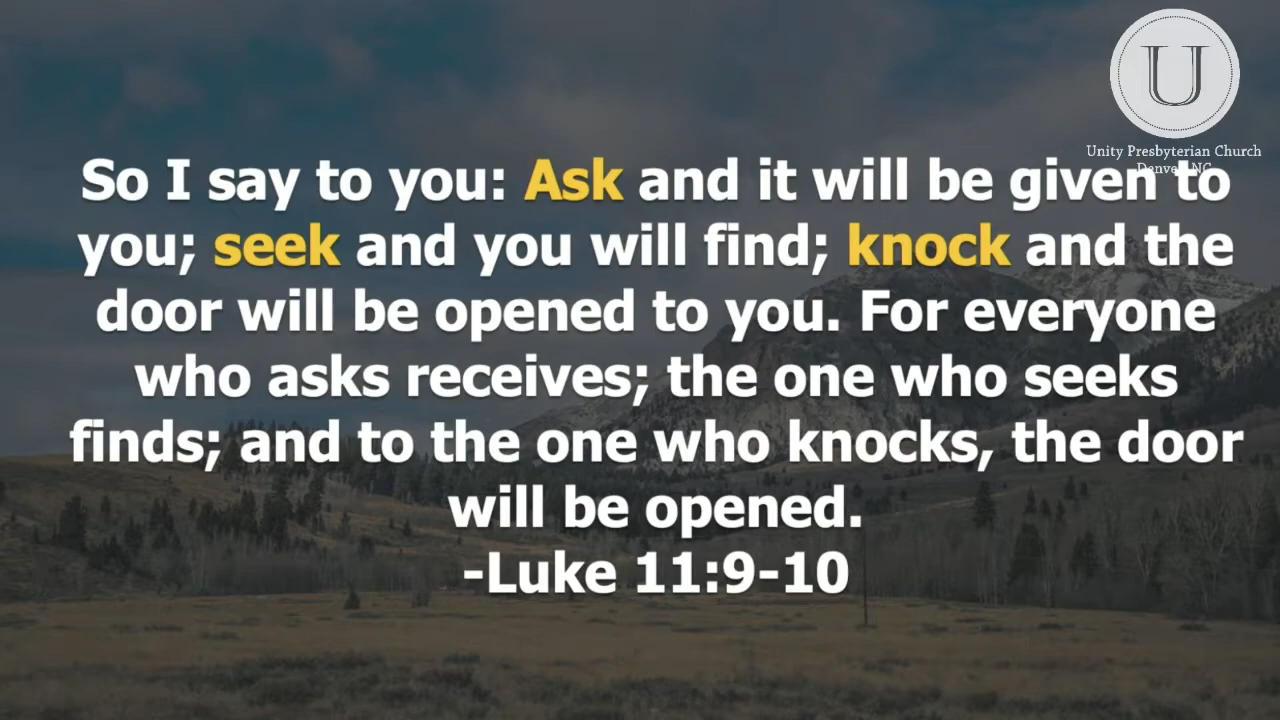 U
Unity Presbyterian Church
Denver NC
So I say to you: Ask and it will be given to
you; seek and you will find; knock and the
door will be opened to you. For everyone
who asks receives; the one who seeks
finds; and to the one who knocks, the door
will be opened.
-Luke 11:9-10